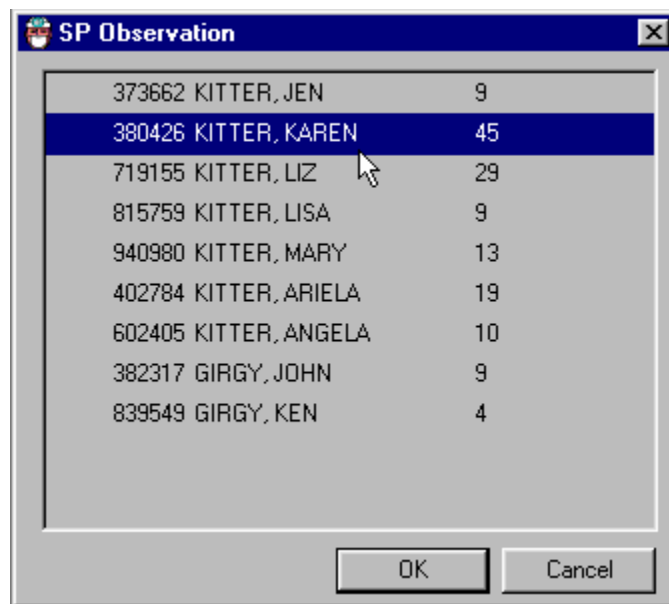 SP Observation
373662 KITTER, JEN 9
380426 KITTER, KAREN 45
719155 KITTER, LIZ 29
815759 KITTER, LISA 9
940980 KITTER, MARY 13
402784 KITTER, ARIELA 19
602405 KITTER, ANGELA 10
382317 GIRGY, JOHN 9
839549 GIRGY, KEN 4
OK Cancel